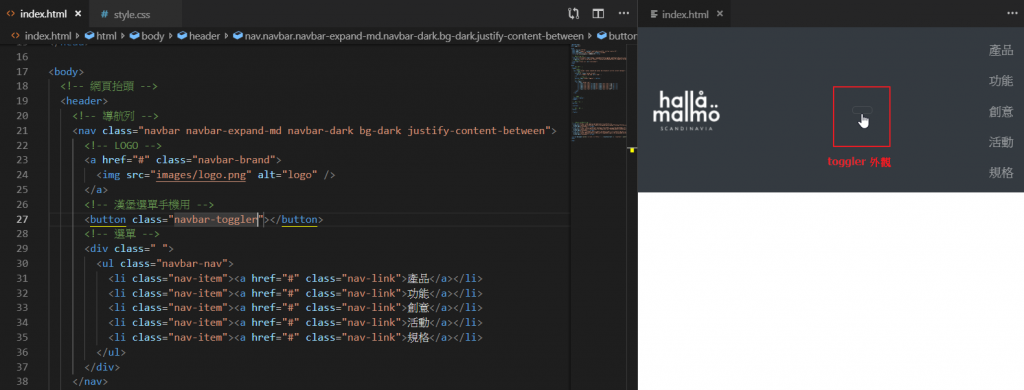 index.html × # style.css
index.html > html > body > header > nav.navbar.navbar-expand-md.navbar-dark.bg-dark.justify-content-between > button
16
17 <body>
18 <!-- 網頁抬頭 -->
19 <header>
20 <!-- 導航列 -->
21 <nav class="navbar navbar-expand-md navbar-dark bg-dark justify-content-between">
22 <!-- LOGO -->
23 <a href="#" class="navbar-brand">
24 <img src="images/logo.png" alt="logo" />
25 </a>
26 <!-- 漢堡選單手機用 -->
27 <button class="navbar-toggler"></button>
28 <!-- 選單 -->
29 <div class=" ">
30 <ul class="navbar-nav">
31 <li class="nav-item"><a href="#" class="nav-link">產品</a></li>
32 <li class="nav-item"><a href="#" class="nav-link">功能</a></li>
33 <li class="nav-item"><a href="#" class="nav-link">創意</a></li>
34 <li class="nav-item"><a href="#" class="nav-link">活動</a></li>
35 <li class="nav-item"><a href="#" class="nav-link">規格</a></li>
36 </ul>
37 </div>
38 </nav>
index.html ×
hallå
malmö
SCANDINAVIA
toggler 外觀
產品
功能
創意
活動
規格